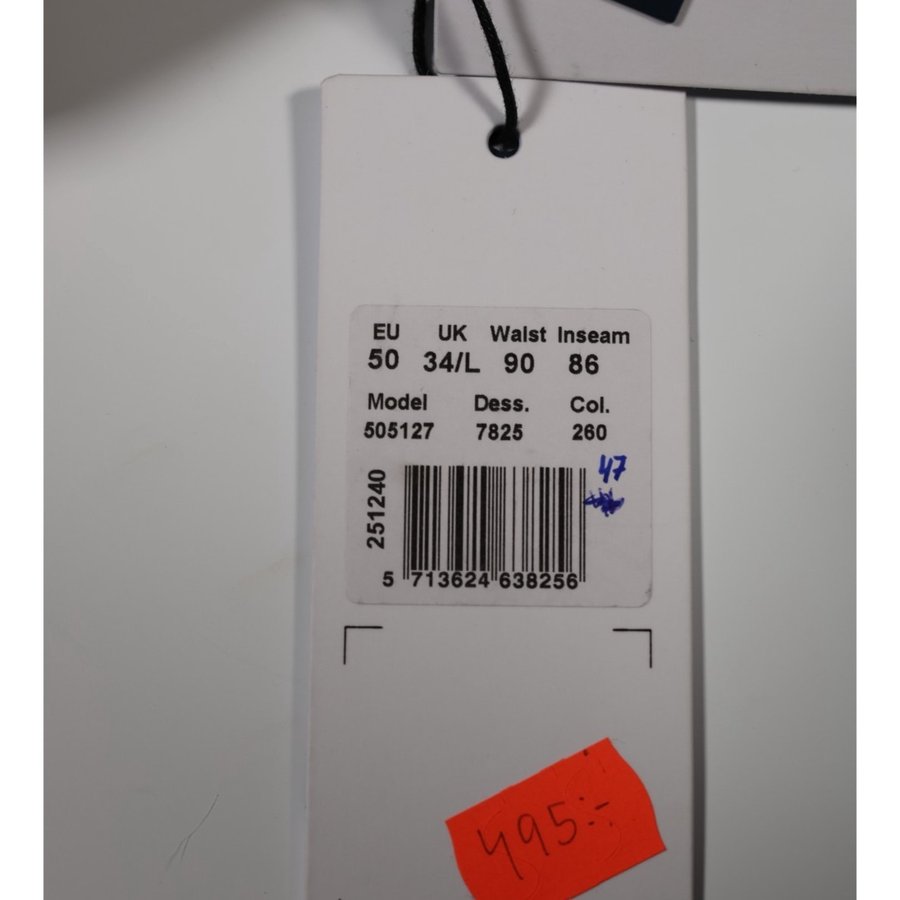 EU UK Waist Inseam
50 34/L 90 86
Model Dess. Col.
505127 7825 260
47
251240
5 713624 638256
495:-